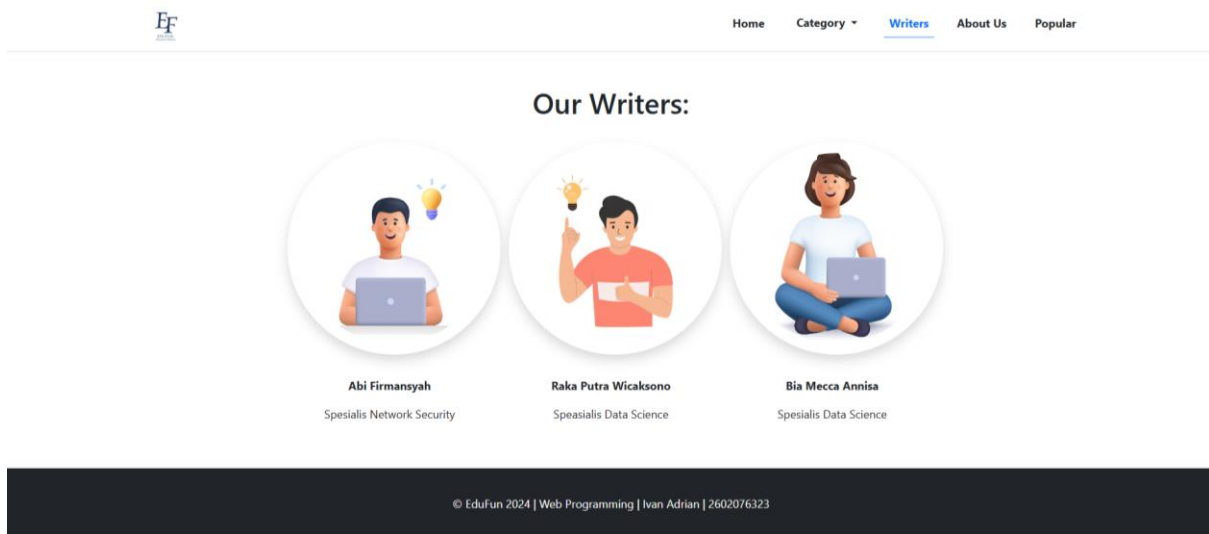 EF
Home Category Writers About Us Popular
Our Writers:
Abi Firmansyah Raka Putra Wicaksono Bia Mecca Annisa
Spesialis Network Security Speasialis Data Science Spesialis Data Science
© EduFun 2024 | Web Programming | Ivan Adrian | 2602076323